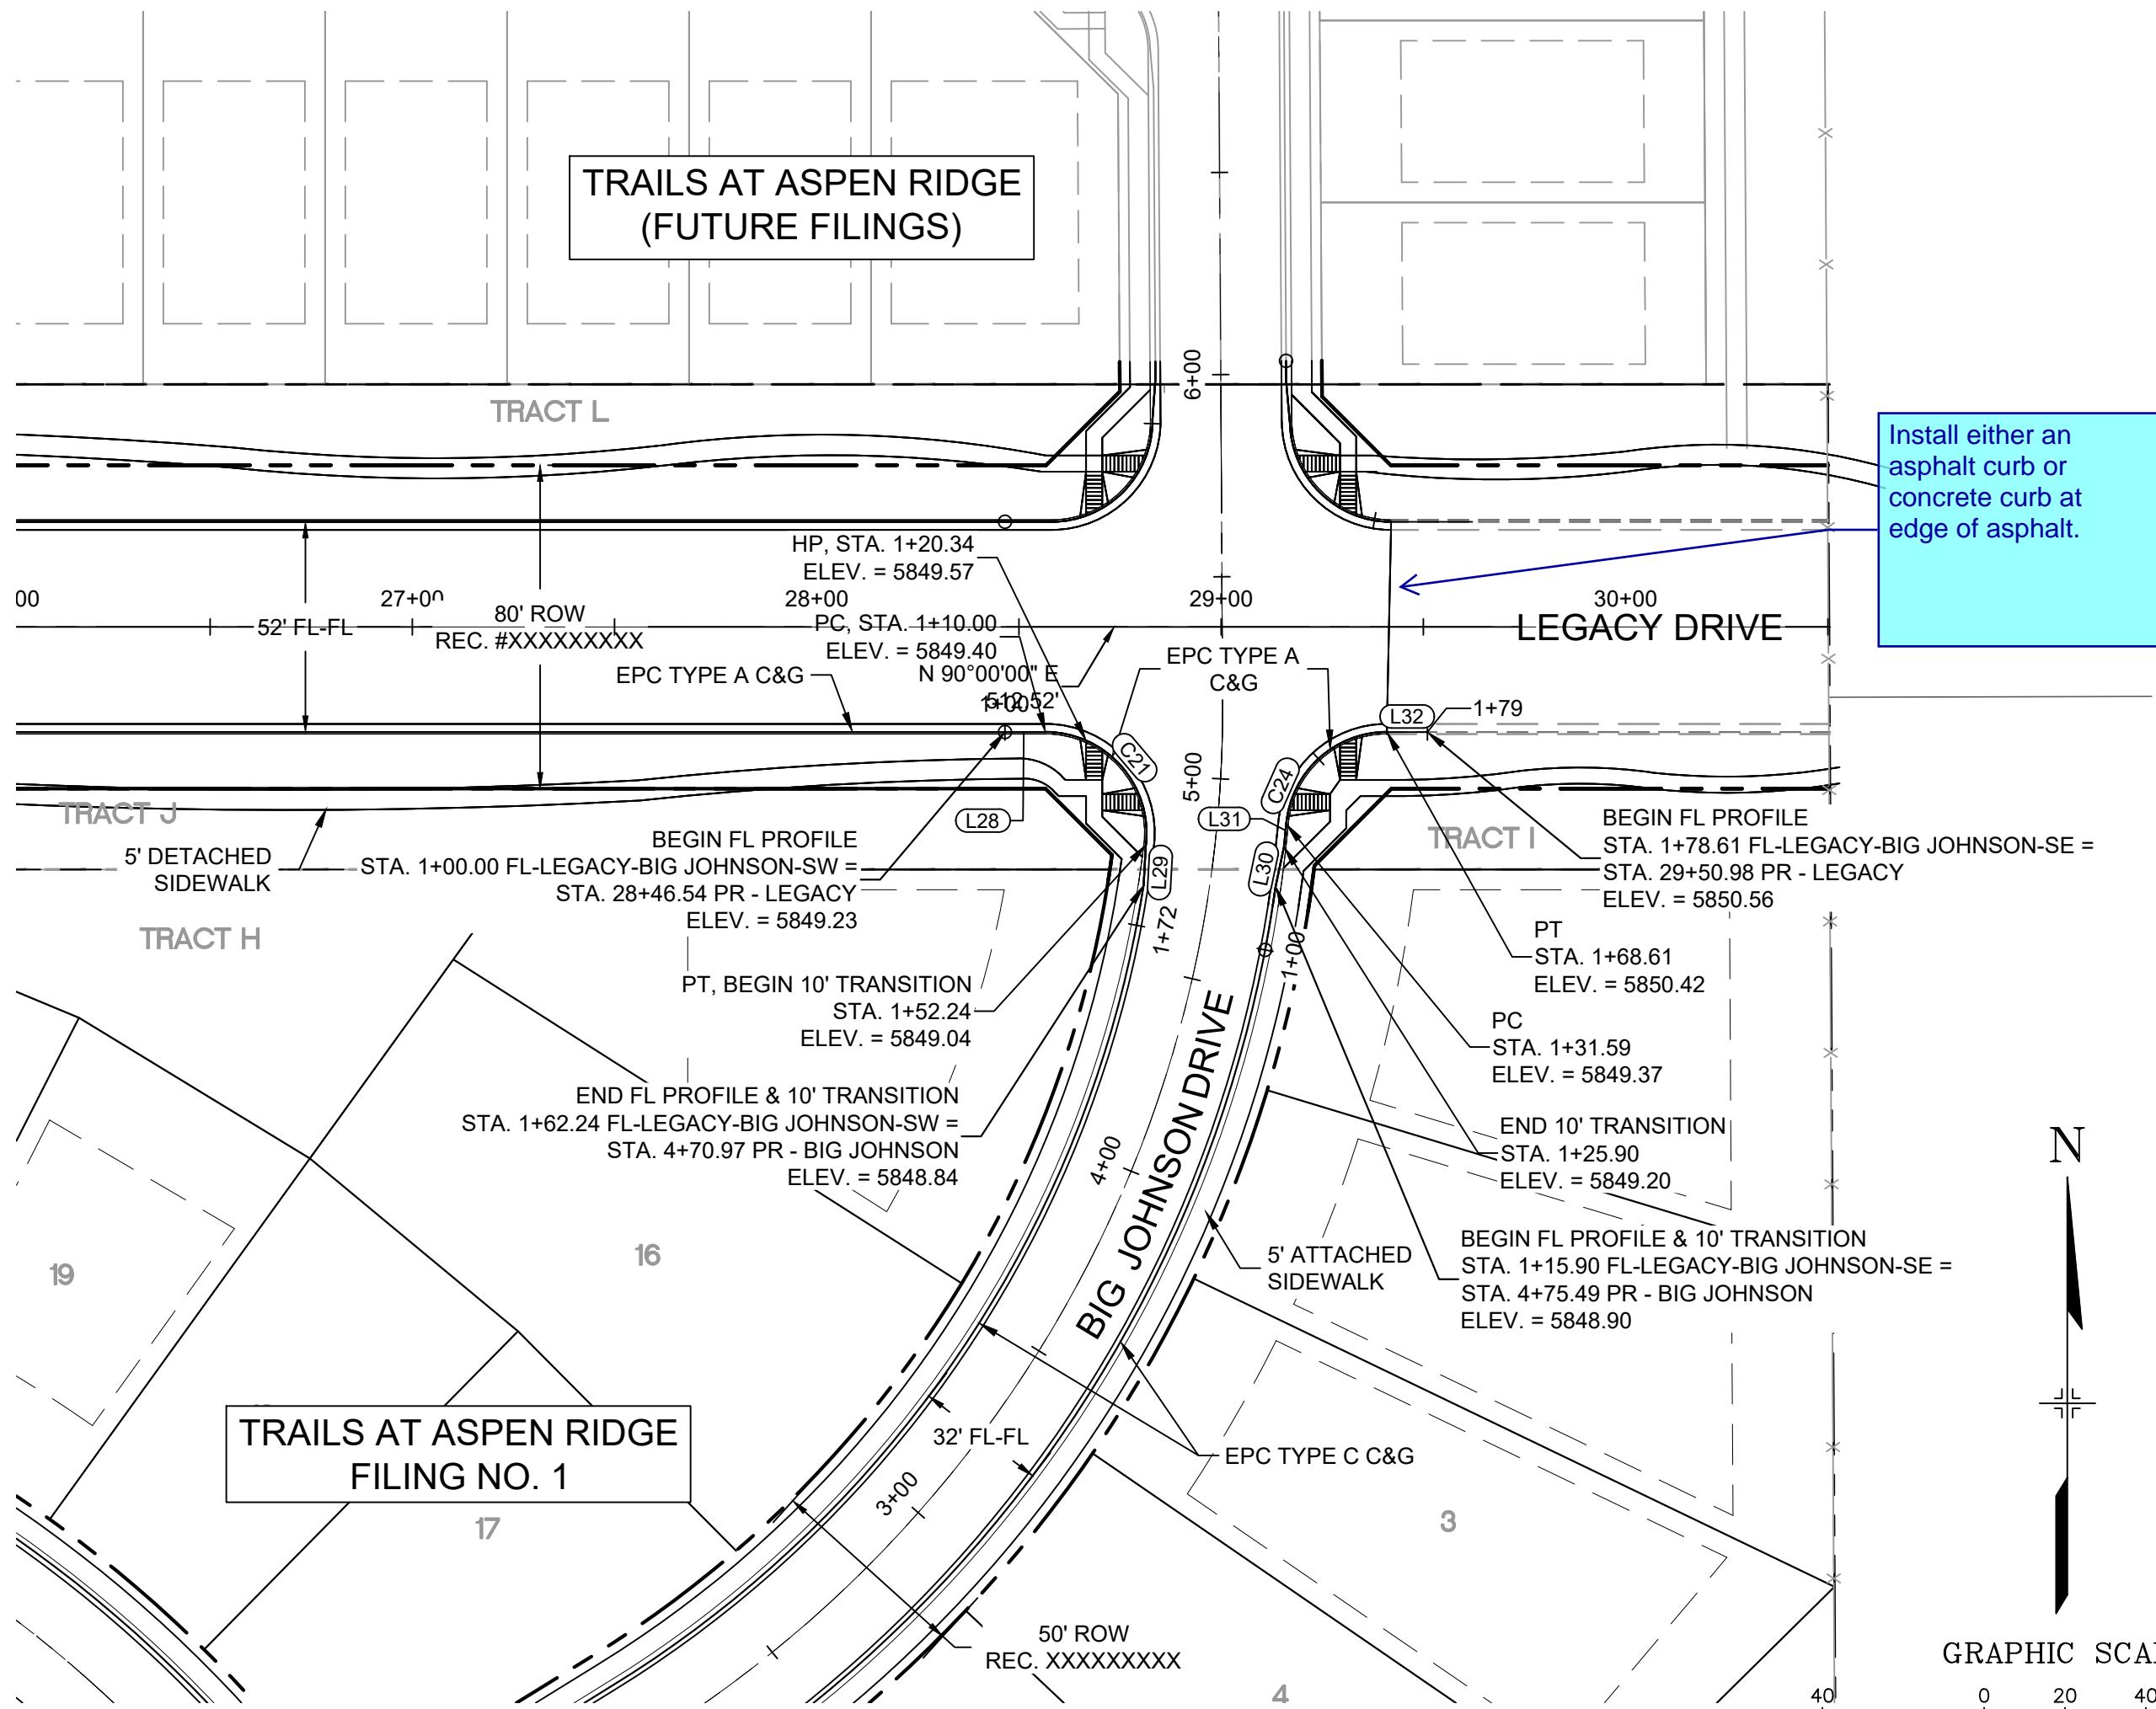 TRAILS AT ASPEN RIDGE
(FUTURE FILINGS)
6+00
TRACT L
Install either an
asphalt curb or
concrete curb at
edge of asphalt.
HP, STA. 1+20.34
ELEV. = 5849.57
00
27+00
28+00
29+00
30+00
52' FL-FL
80' ROW
REC. #XXXXXXXXX
PC, STA. 1+10.00
ELEV. = 5849.40
LEGACY DRIVE
EPC TYPE A C&G
N 90°00'00" E
512.52'
1+00
EPC TYPE A
C&G
L32
1+79
C21
5+00
C24
L28
L31
TRACT J
TRACT I
5' DETACHED
SIDEWALK
BEGIN FL PROFILE
STA. 1+00.00 FL-LEGACY-BIG JOHNSON-SW =
STA. 28+46.54 PR - LEGACY
ELEV. = 5849.23
L29
L30
BEGIN FL PROFILE
STA. 1+78.61 FL-LEGACY-BIG JOHNSON-SE =
STA. 29+50.98 PR - LEGACY
ELEV. = 5850.56
TRACT H
1+72
1+00
PT
STA. 1+68.61
ELEV. = 5850.42
PT, BEGIN 10' TRANSITION
STA. 1+52.24
ELEV. = 5849.04
PC
STA. 1+31.59
ELEV. = 5849.37
END FL PROFILE & 10' TRANSITION
STA. 1+62.24 FL-LEGACY-BIG JOHNSON-SW =
STA. 4+70.97 PR - BIG JOHNSON
ELEV. = 5848.84
END 10' TRANSITION
STA. 1+25.90
ELEV. = 5849.20
4+00
BIG JOHNSON DRIVE
N
19
16
5' ATTACHED
SIDEWALK
BEGIN FL PROFILE & 10' TRANSITION
STA. 1+15.90 FL-LEGACY-BIG JOHNSON-SE =
STA. 4+75.49 PR - BIG JOHNSON
ELEV. = 5848.90
TRAILS AT ASPEN RIDGE
FILING NO. 1
32' FL-FL
EPC TYPE C C&G
3+00
17
3
50' ROW
REC. XXXXXXXXX
4
GRAPHIC SCA
40 0 20 40